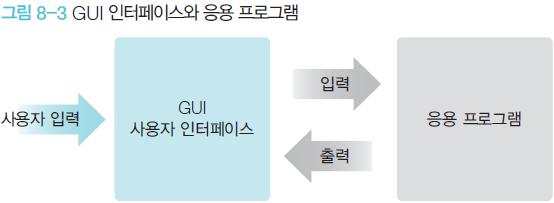 그림 8-3 GUI 인터페이스와 응용 프로그램
사용자 입력
GUI
사용자 인터페이스
입력
출력
응용 프로그램